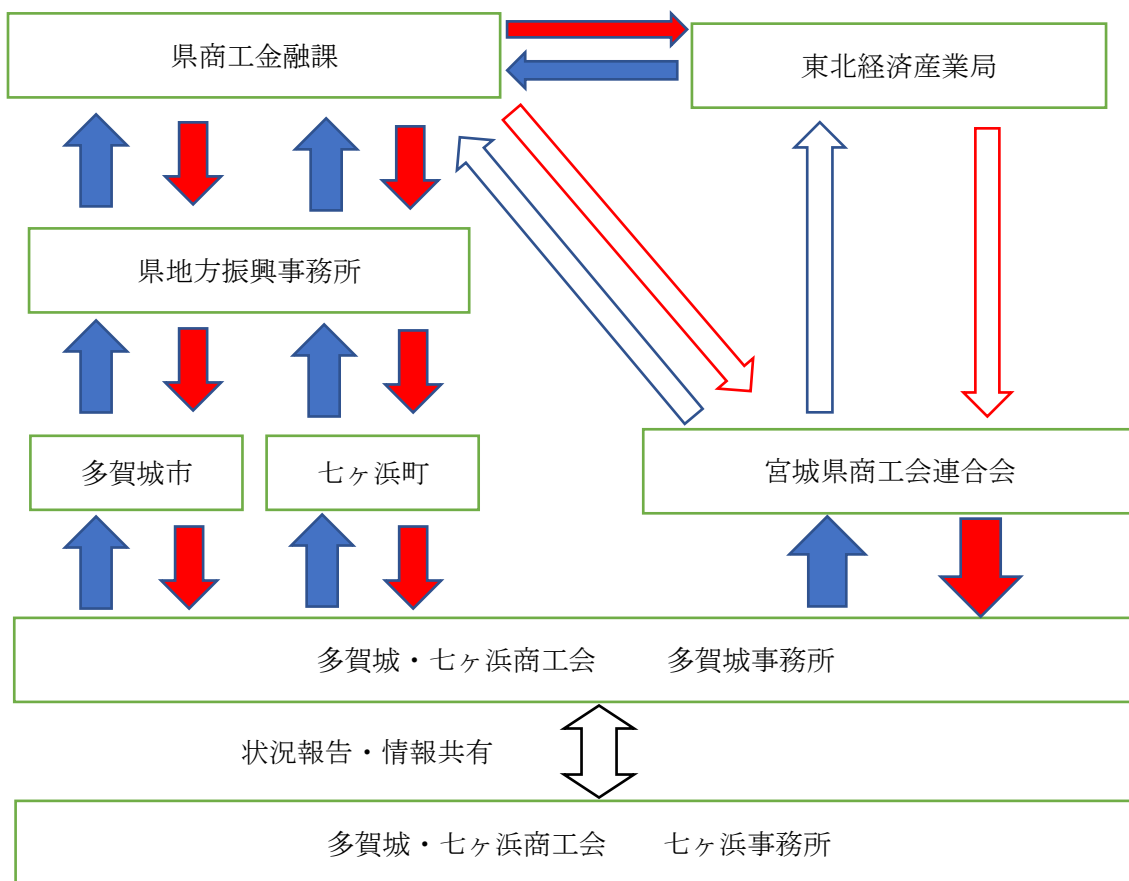 県商工金融課
東北経済産業局
県地方振興事務所
多賀城市
七ヶ浜町
宮城県商工会連合会
多賀城・七ヶ浜商工会　　多賀城事務所
状況報告・情報共有
多賀城・七ヶ浜商工会　　七ヶ浜事務所